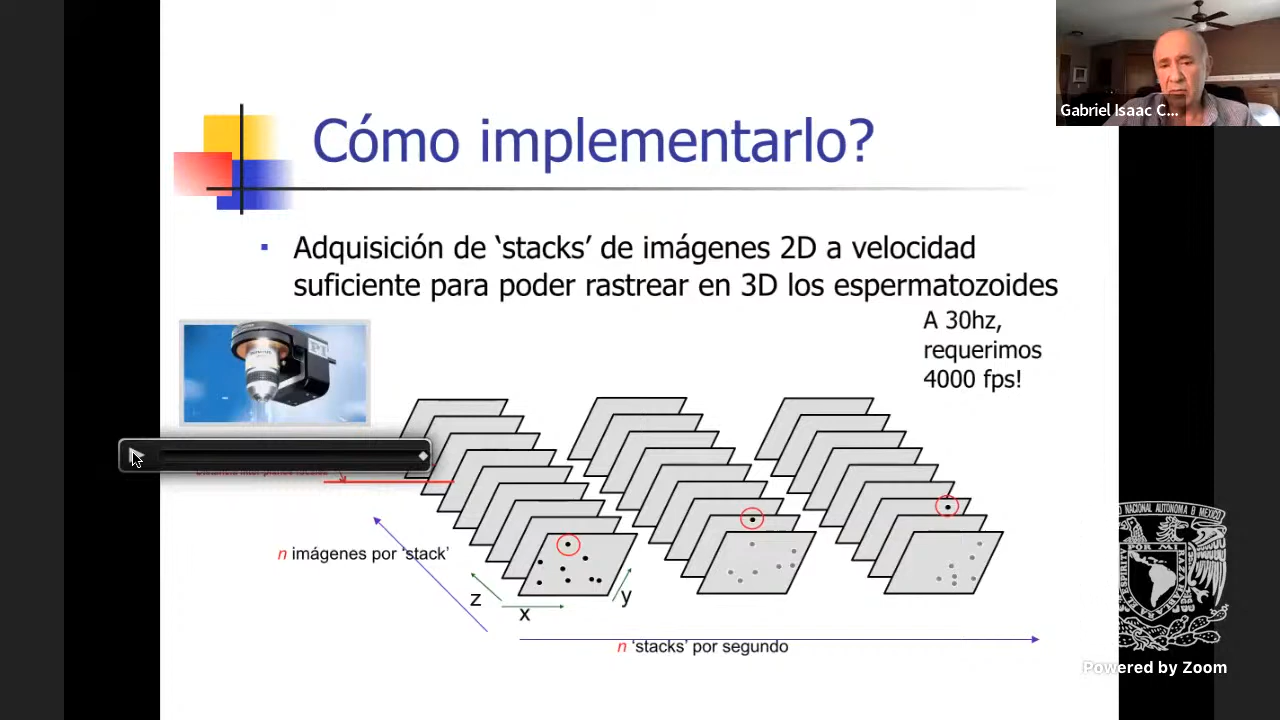 Gabriel Isaac C...
Cómo implementarlo?
Adquisición de ‘stacks’ de imágenes 2D a velocidad
suficiente para poder rastrear en 3D los espermatozoides
A 30hz,
requerimos
4000 fps!
n imágenes por ‘stack’
z
x
y
n ‘stacks’ por segundo
Powered by Zoom